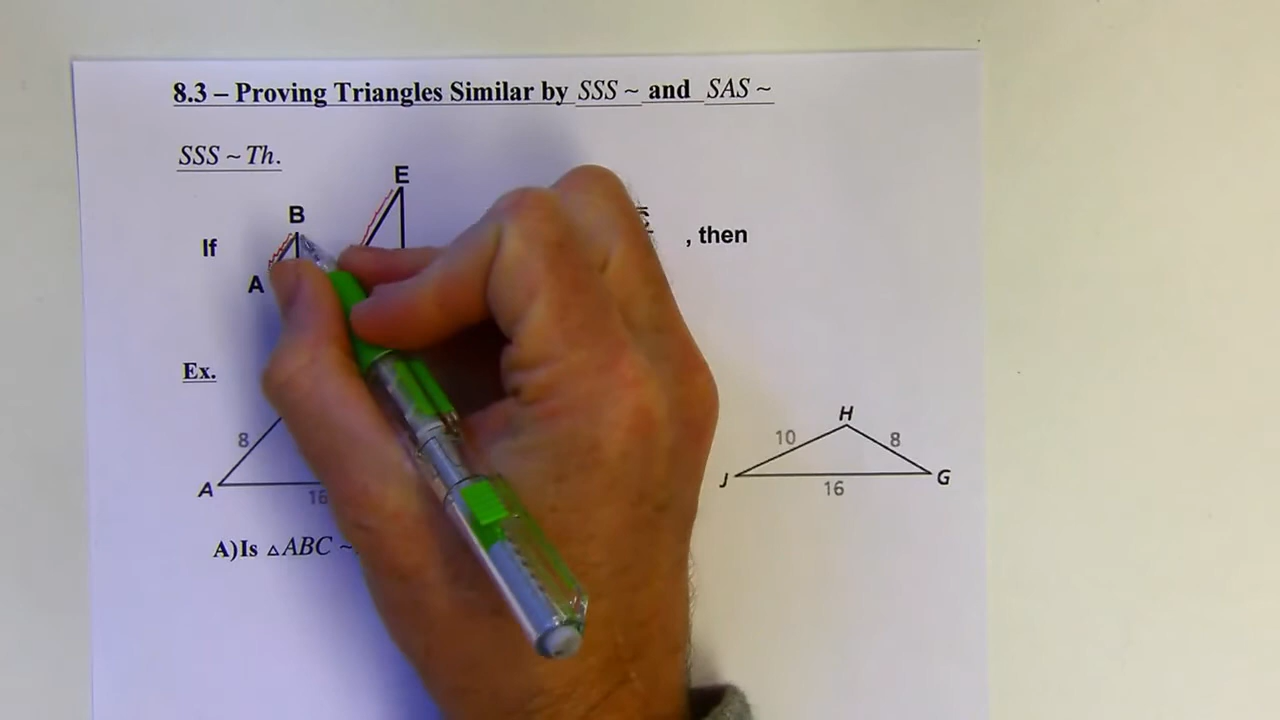 8.3 – Proving Triangles Similar by SSS ~ and SAS ~
SSS ~ Th.
E
B
If
, then
A
Ex.
H
8
10
8
A
J
G
16
16
A)Is △ABC ~